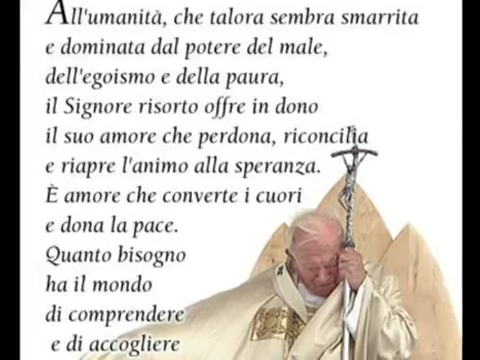 All'umanità, che talora sembra smarrita
e dominata dal potere del male,
dell'egoismo e della paura,
il Signore risorto offre in dono
il suo amore che perdona, riconcilia
e riapre l'animo alla speranza.
È amore che converte i cuori
e dona la pace.
Quanto bisogno
ha il mondo
di comprendere
e di accogliere